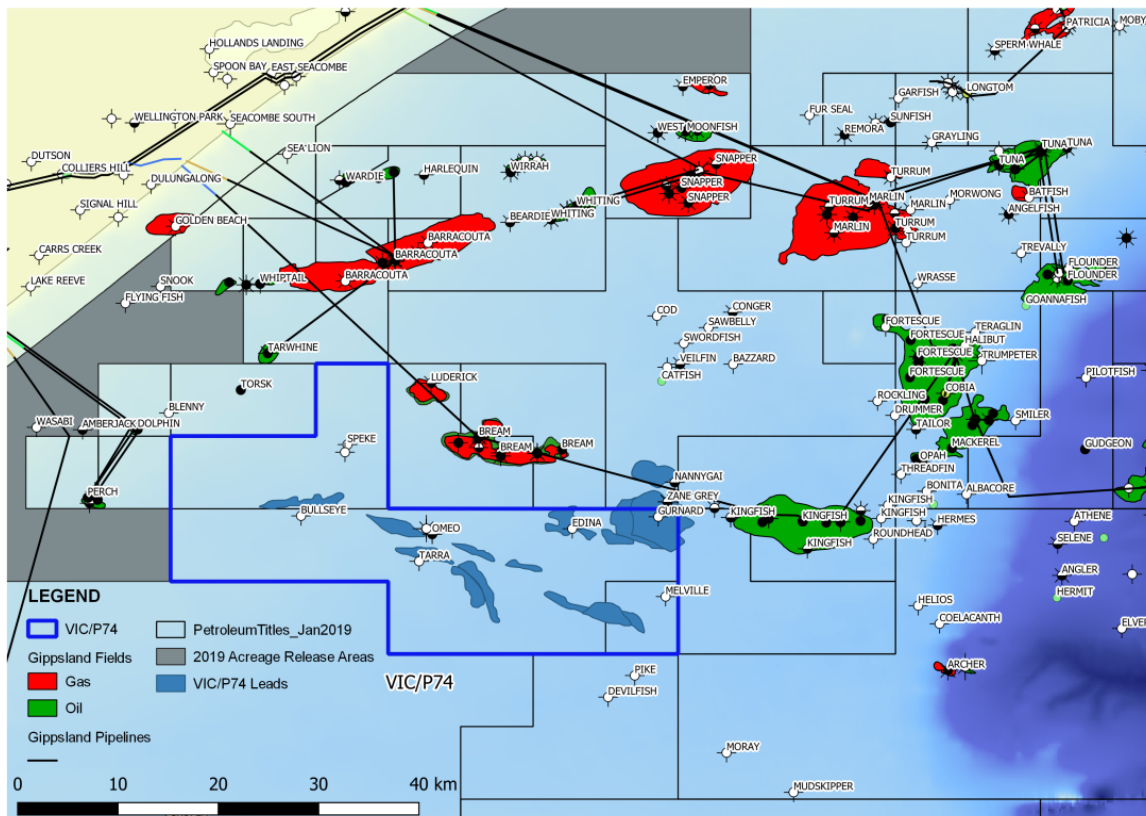 PATRICIA
MOBY
HOLLANDS LANDING
SPERM WHALE
SPOON BAY
EAST SEACOMBE
EMPEROR
LONGTOM
GARFISH
FUR SEAL
WELLINGTON PARK
SEACOMBE SOUTH
WEST MOONFISH
SUNFISH
REMORA
GRAYLING
DUTSON
SEA LION
TUNA
TUNA
TUNA
COLLIERS HILL
HARLEQUIN
WIRRAH
SNAPPER
DULUNGALONG
WARDIE
SNAPPER
TURRUM
SIGNAL HILL
WHITING
SNAPPER
TURRUM
MARLIN
MORWONG
BATFISH
GOLDEN BEACH
BEARDIE
WHITING
MARLIN
ANGELFISH
MARLIN
TURRUM
TURRUM
BARRACOUTA
CARRS CREEK
BARRACOUTA
TREVALLY
FLOUNDER
LAKE REEVE
SNOOK
WHIPTAIL
BARRACOUTA
WRASSE
FLOUNDER
FLYING FISH
GOANNAFISH
COD
CONGER
SAWBELLY
FORTESCUE
TERAGLIN
SWORDFISH
FORTESCUE
HALIBUT
TARWHINE
VEILFIN
BAZZARD
FORTESCUE
TRUMPETER
CATFISH
FORTESCUE
PILOTFISH
TORSK
LUDERICK
COBIA
ROCKLING
BLENNY
DRUMMER
SMILER
WASABI
AMBERJACK
DOLPHIN
TAILOR
SPEKE
BREAM
BREAM
BREAM
MACKEREL
GUDGEON
OPAH
THREADFIN
NANNYGAI
BONITA
ALBACORE
PERCH
ZANE GREY
KINGFISH
BULLSEYE
GURNARD
KINGFISH
KINGFISH
KINGFISH
HERMES
ATHENE
OMEO
EDINA
ROUNDHEAD
SELENE
KINGFISH
TARRA
ANGLER
MELVILLE
HERMIT
HELIOS
COELACANTH
ELVER
ARCHER
PIKE
DEVILFISH
VIC/P74
MORAY
MUDSKIPPER
LEGEND
VIC/P74
PetroleumTitles_Jan2019
Gippsland Fields
2019 Acreage Release Areas
Gas
VIC/P74 Leads
Oil
Gippsland Pipelines
0 10 20 30 40 km